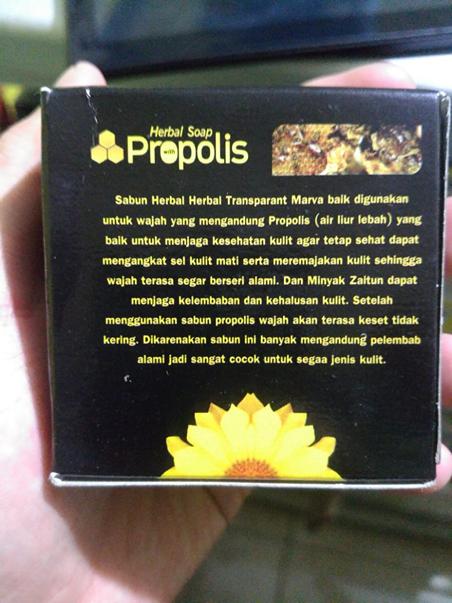 Herbal Soap
with
Propolis
Sabun Herbal Herbal Transparant Marva baik digunakan
untuk wajah yang mengandung Propolis (air liur lebah) yang
baik untuk menjaga kesehatan kulit agar tetap sehat dapat
mengangkat sel kulit mati serta meremajakan kulit sehingga
wajah terasa segar berseri alami. Dan Minyak Zaitun dapat
menjaga kelembaban dan kehalusan kulit. Setelah
menggunakan sabun propolis wajah akan terasa keset tidak
kering. Dikarenakan sabun ini banyak mengandung pelembab
alami jadi sangat cocok untuk segaa jenis kulit.